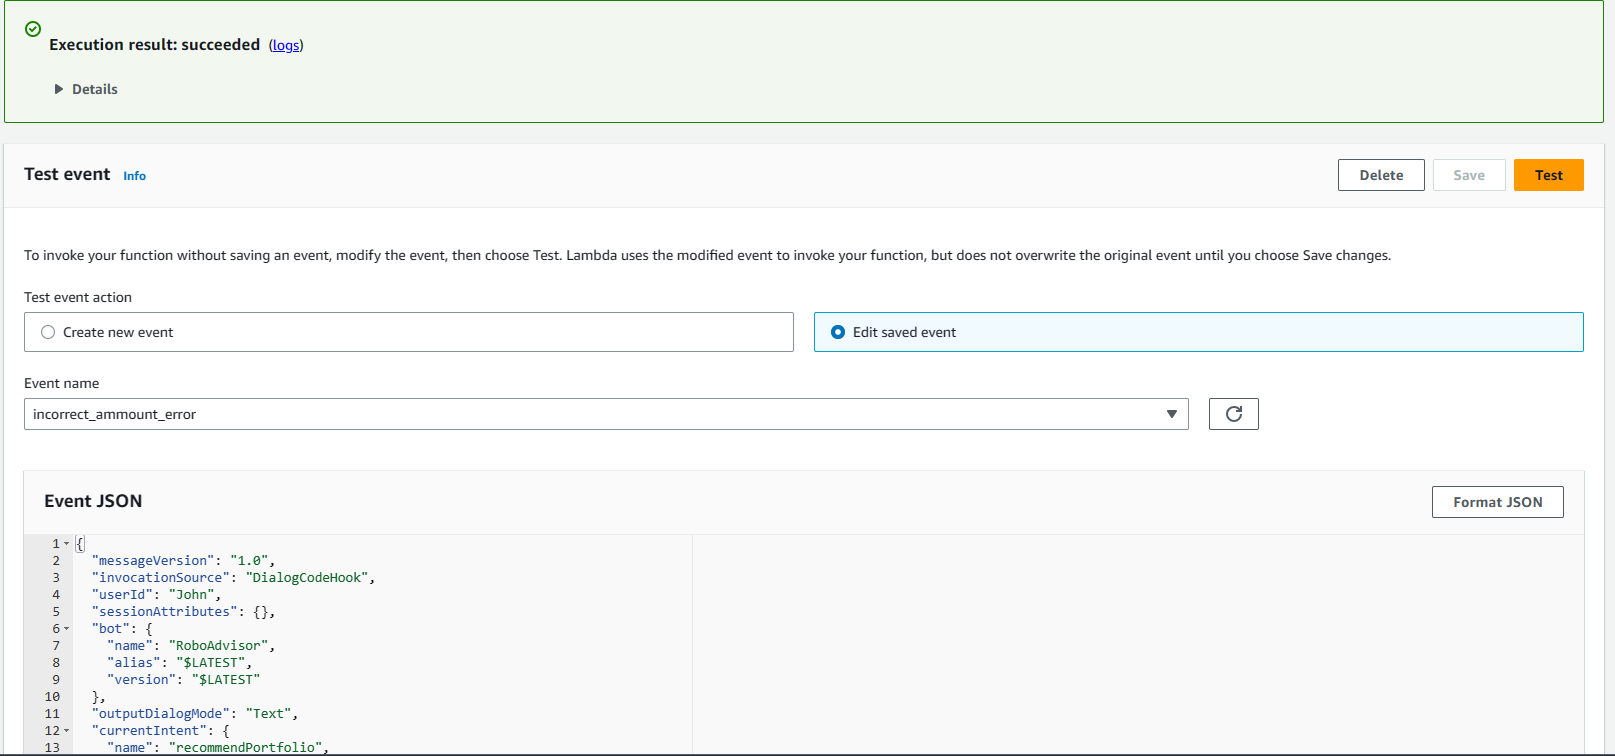 Execution result: succeeded (logs)
Details
Test event Info
Delete Save Test
To invoke your function without saving an event, modify the event, then choose Test. Lambda uses the modified event to invoke your function, but does not overwrite the original event until you choose Save changes.
Test event action
Create new event Edit saved event
Event name
incorrect_ammount_error
Event JSON Format JSON
1 {
2 "messageVersion": "1.0",
3 "invocationSource": "DialogCodeHook",
4 "userId": "John",
5 "sessionAttributes": {},
6 "bot": {
7 "name": "RoboAdvisor",
8 "alias": "$LATEST",
9 "version": "$LATEST"
10 },
11 "outputDialogMode": "Text",
12 "currentIntent": {
13 "name": "recommendPortfolio",